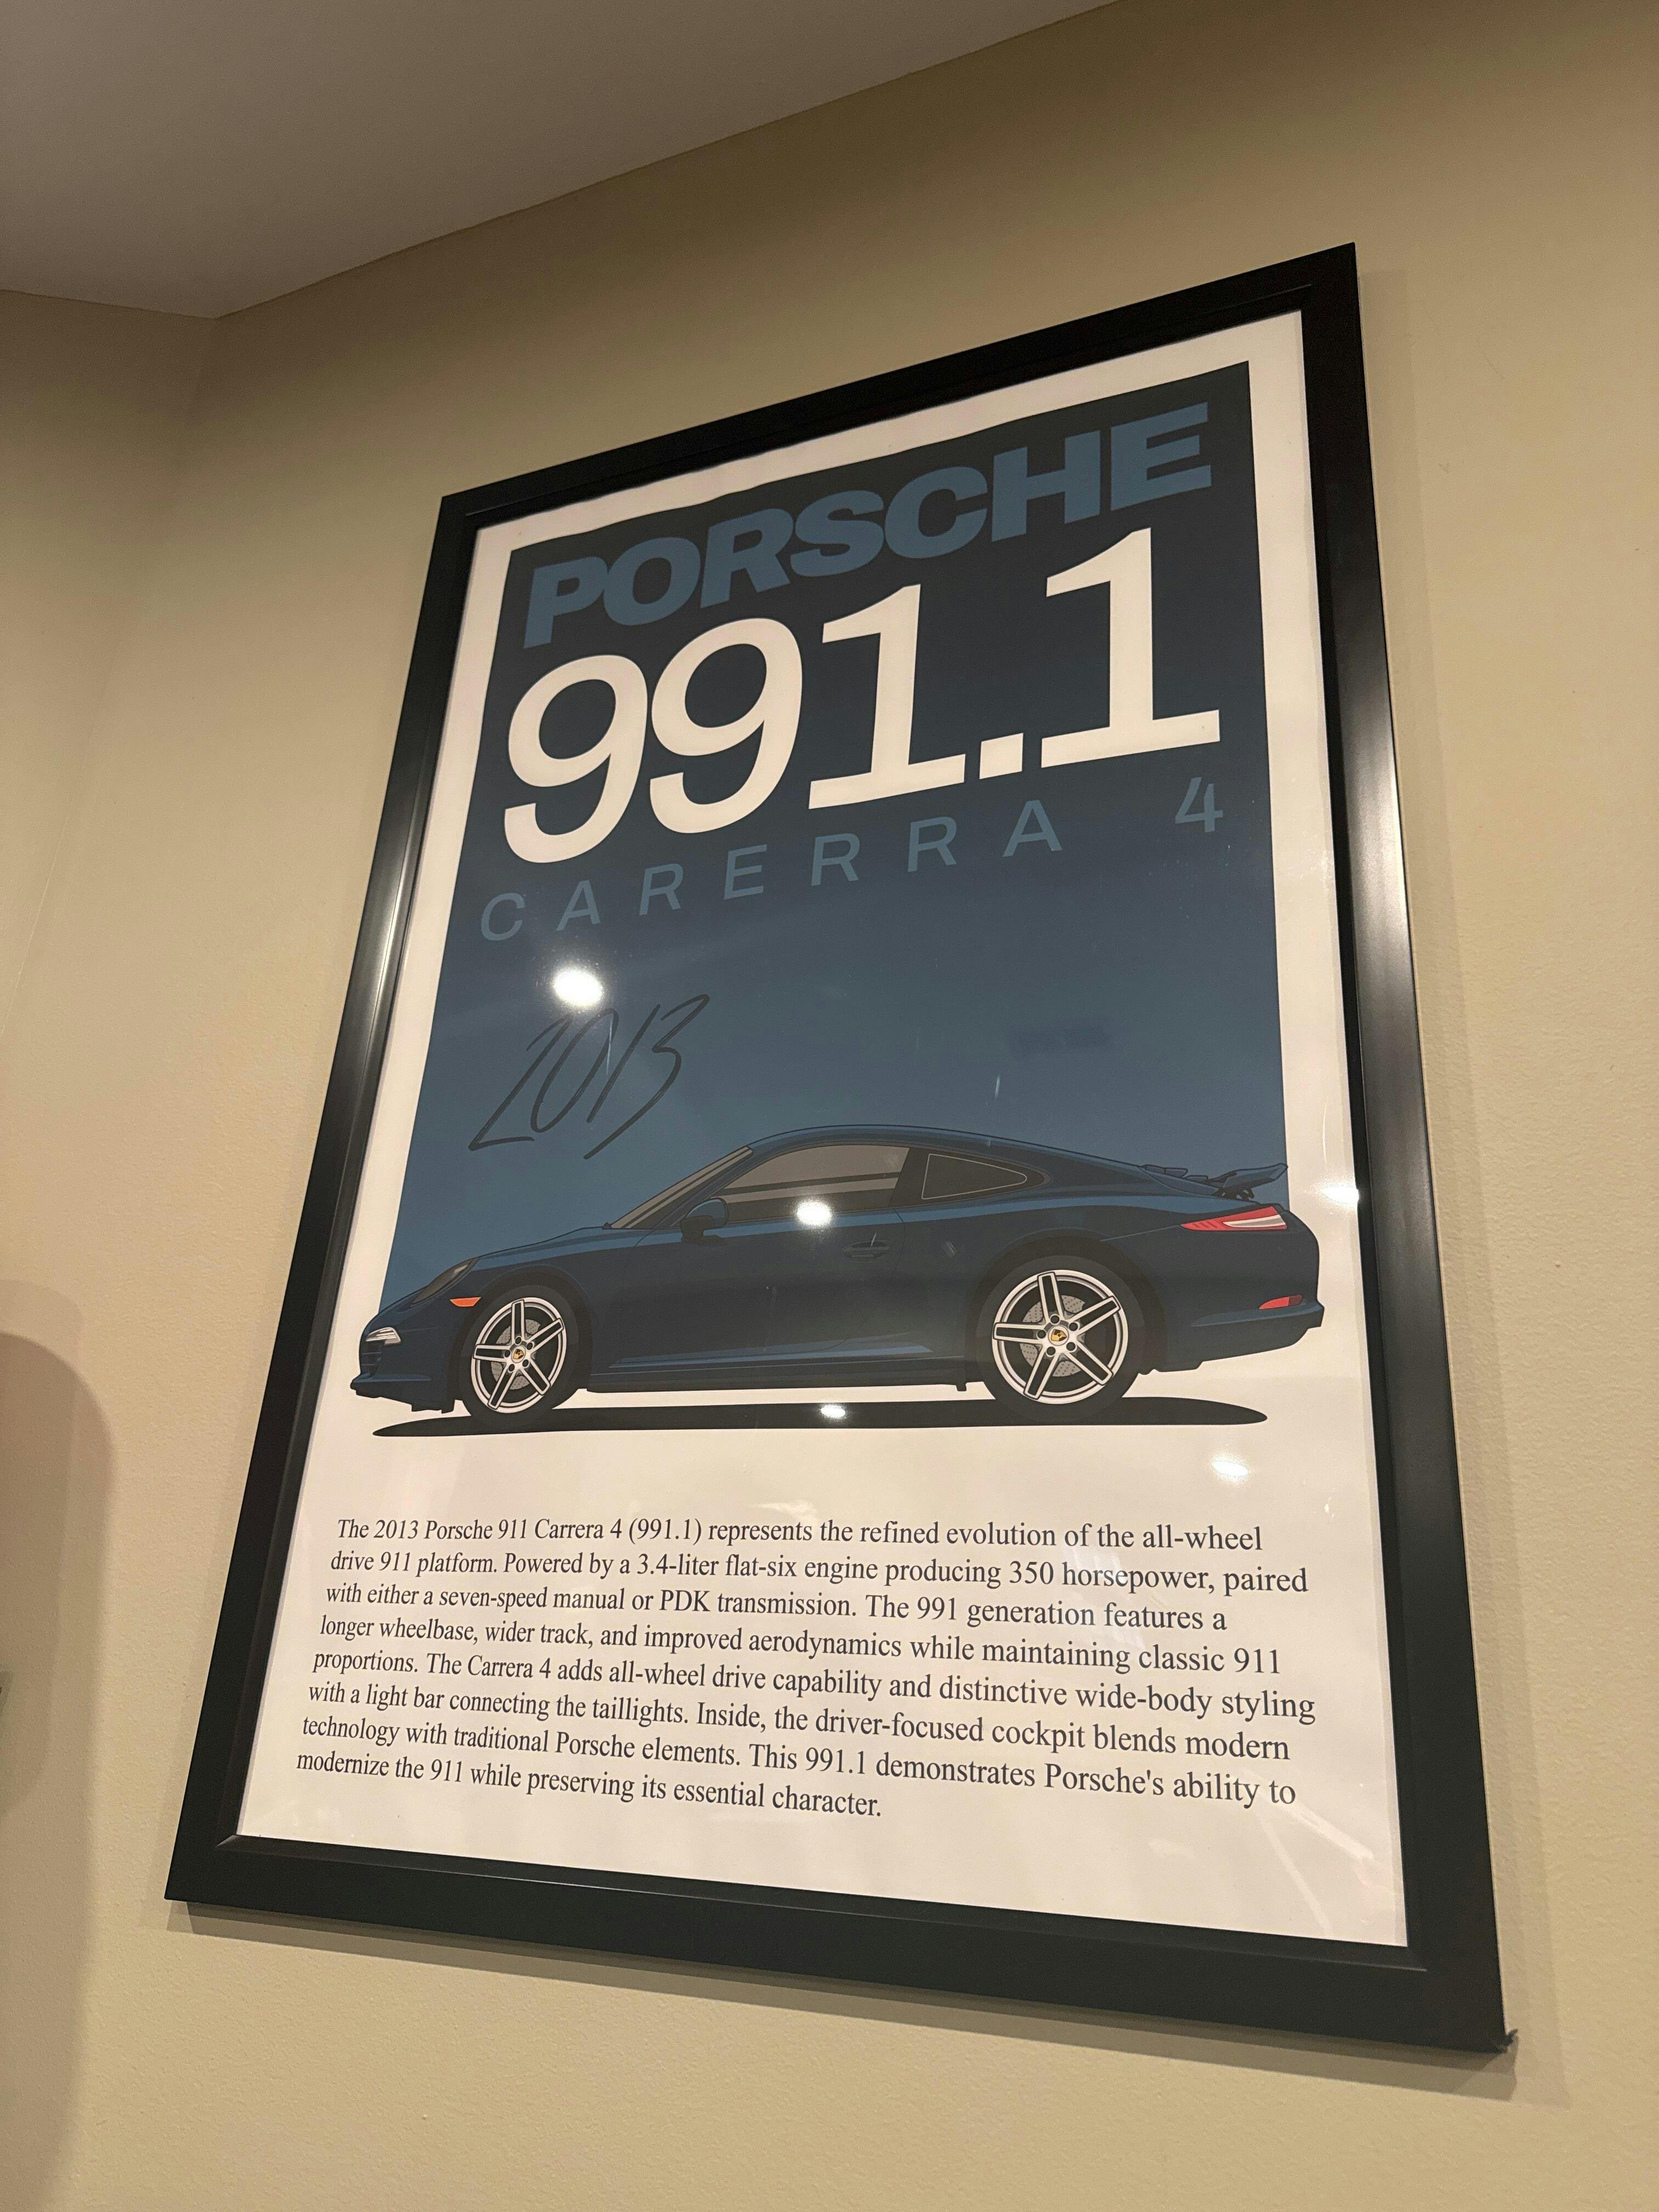 PORSCHE
991.1
CARERRA 4
2013
The 2013 Porsche 911 Carrera 4 (991.1) represents the refined evolution of the all-wheel
drive 911 platform. Powered by a 3.4-liter flat-six engine producing 350 horsepower, paired
with either a seven-speed manual or PDK transmission. The 991 generation features a
longer wheelbase, wider track, and improved aerodynamics while maintaining classic 911
proportions. The Carrera 4 adds all-wheel drive capability and distinctive wide-body styling
with a light bar connecting the taillights. Inside, the driver-focused cockpit blends modern
technology with traditional Porsche elements. This 991.1 demonstrates Porsche's ability to
modernize the 911 while preserving its essential character.